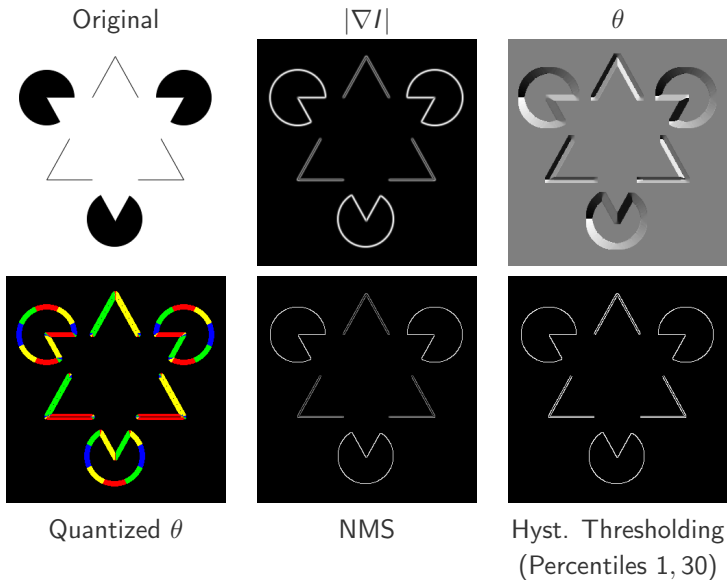 Original
|∇I|
θ
Quantized θ
NMS
Hyst. Thresholding
(Percentiles 1, 30)